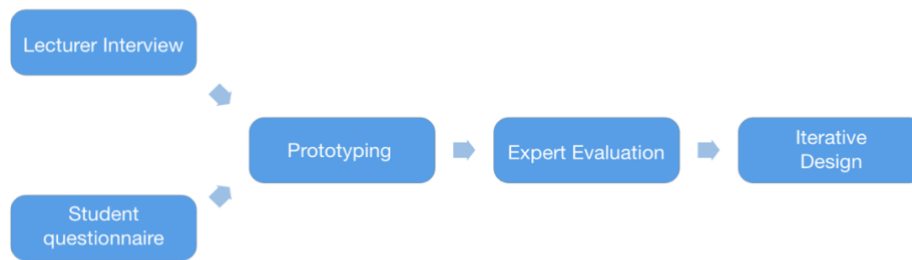 Lecturer Interview
Prototyping
Expert Evaluation
Iterative
Design
Student
questionnaire